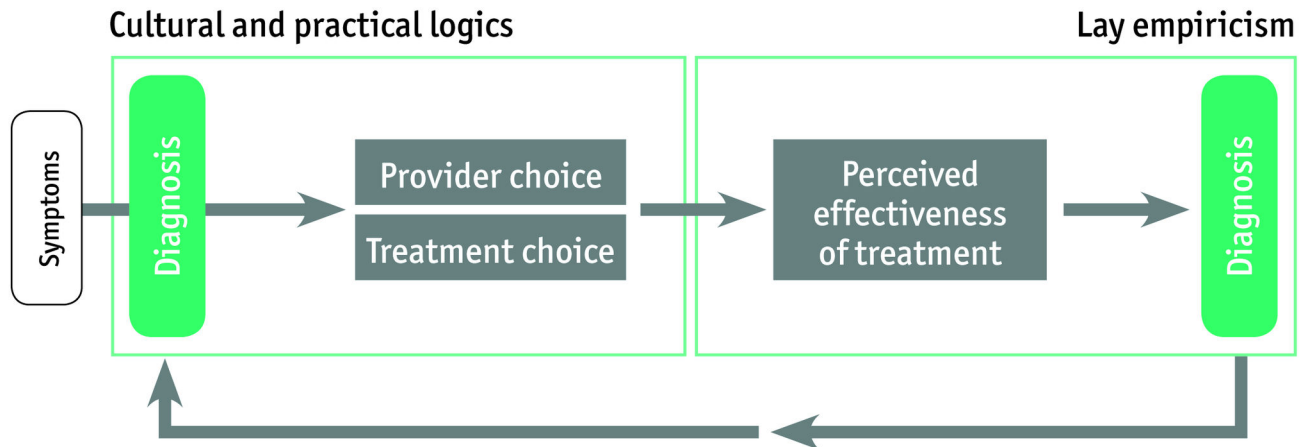 Cultural and practical logics
Lay empiricism
Symptoms
Diagnosis
Provider choice
Treatment choice
Perceived
effectiveness
of treatment
Diagnosis